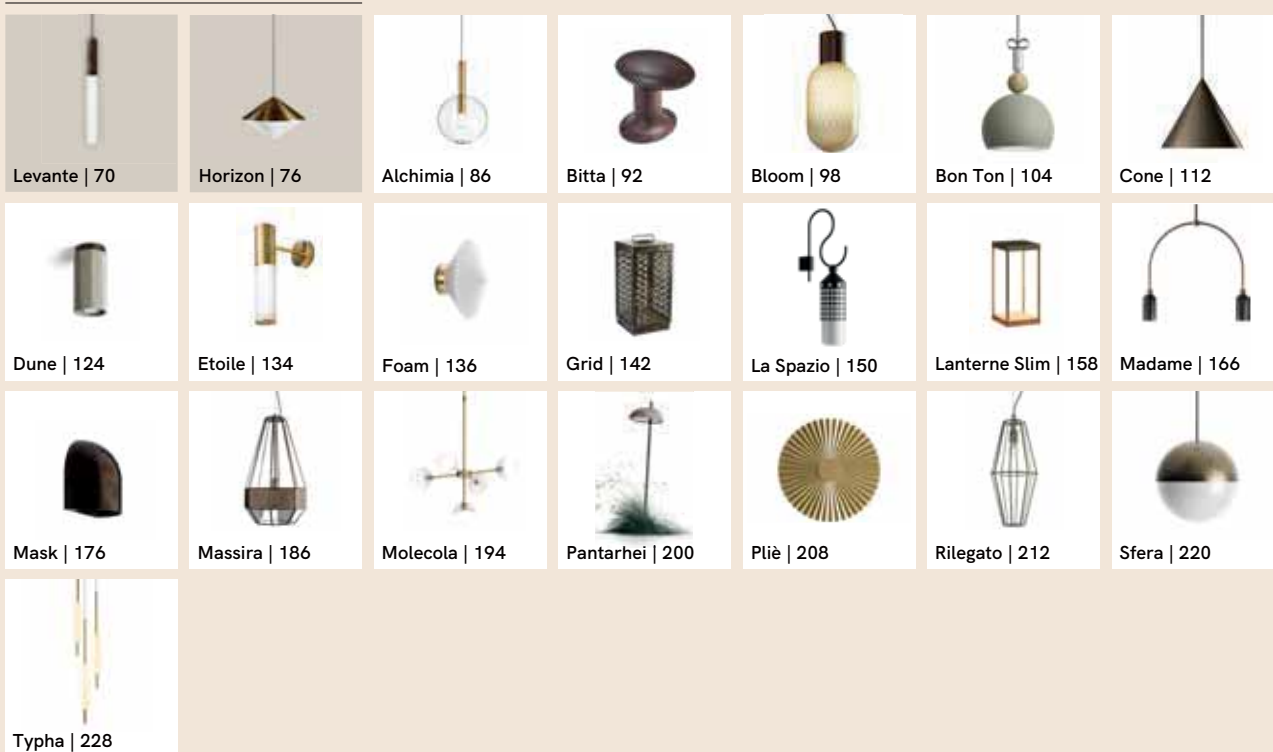 Levante | 70
Horizon | 76
Alchimia | 86
Bitta | 92
Bloom | 98
Bon Ton | 104
Cone | 112
Dune | 124
Etoile | 134
Foam | 136
Grid | 142
La Spazio | 150
Lanterne Slim | 158
Madame | 166
Mask | 176
Massira | 186
Molecola | 194
Pantarhei | 200
Pliè | 208
Rilegato | 212
Sfera | 220
Typha | 228